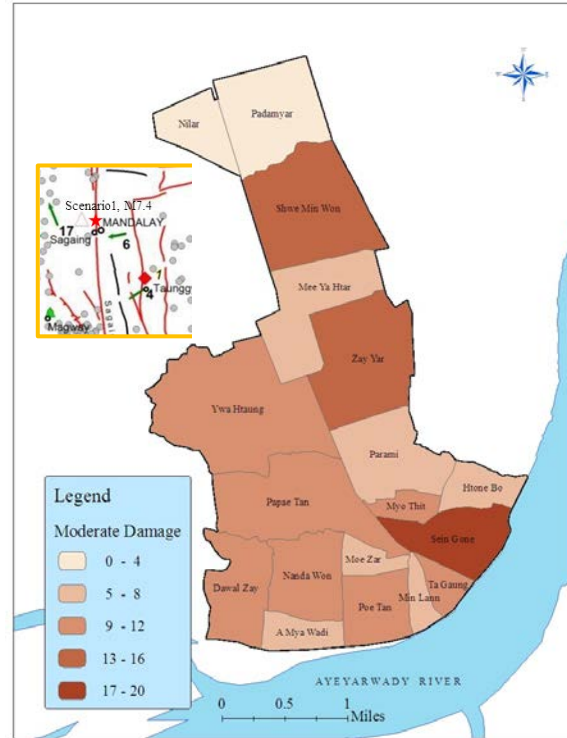 Padamyar
Nilar
Shwe Min Won
Scenario1, M7.4
MANDALAY
17
Sagaing
6
4
Magway
Mee Ya Htar
Zay Yar
Ywa Htaung
Parami
Htone Bo
Papae Tan
Myo Thit
Sein Gone
Moe Zar
Dawal Zay
Nanda Won
Ta Gaung
Min Lann
Poe Tan
A Mya Wadi
Legend
Moderate Damage
0 - 4
5 - 8
9 - 12
13 - 16
17 - 20
AYEYARWADY RIVER
0 0.5 1
Miles